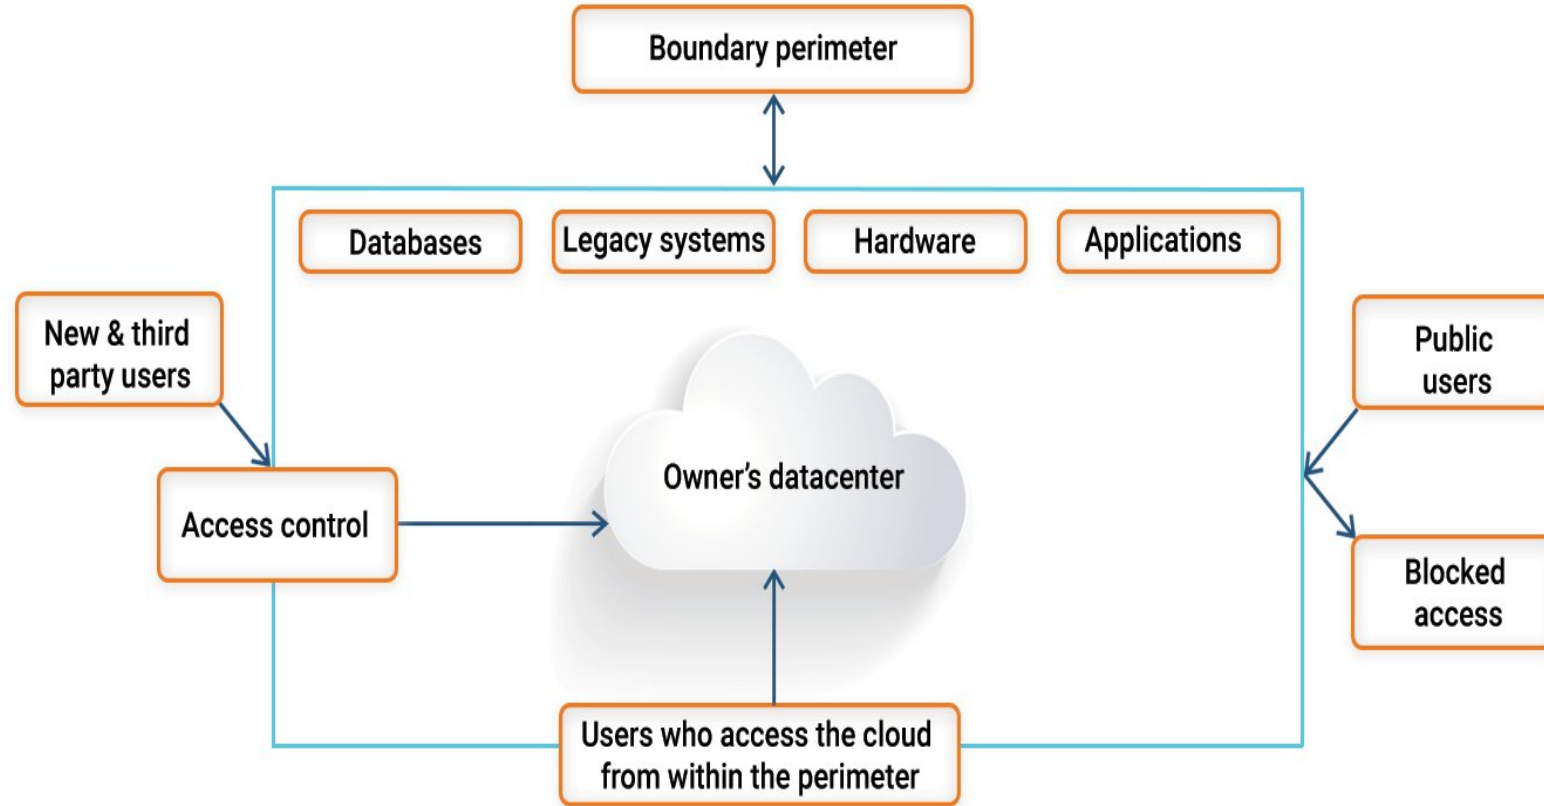 Boundary perimeter
Databases
Legacy systems
Hardware
Applications
New & third
party users
Public
users
Owner’s datacenter
Access control
Blocked
access
Users who access the cloud
from within the perimeter